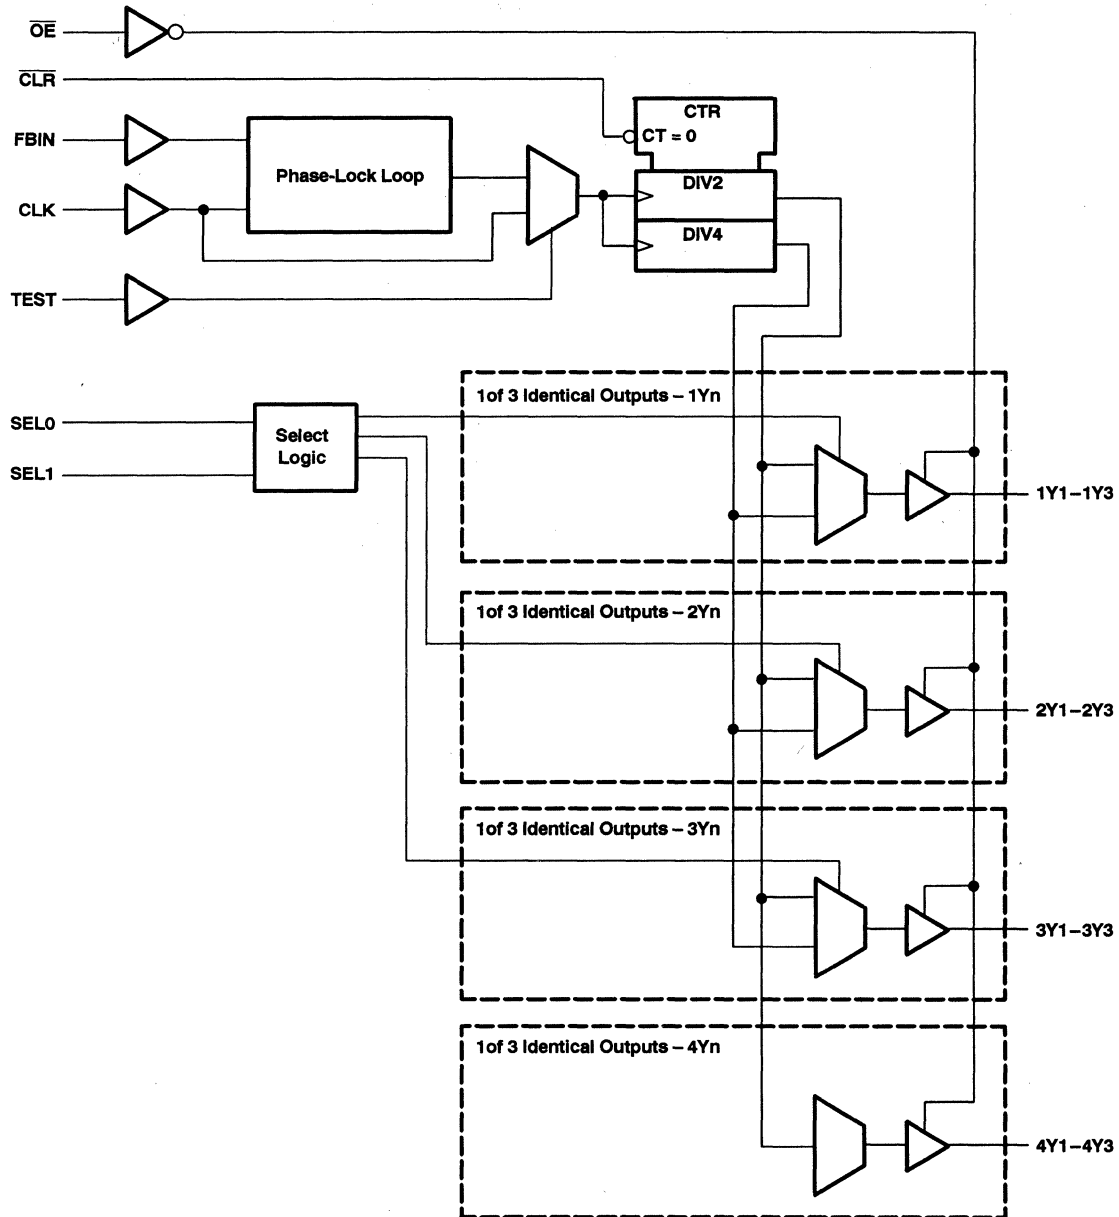 OE
CLR
FBIN
CLK
TEST
Phase-Lock Loop
CTR
CT = 0
DIV2
DIV4
SEL0
SEL1
Select
Logic
1of 3 Identical Outputs – 1Yn
1Y1–1Y3
1of 3 Identical Outputs – 2Yn
2Y1–2Y3
1of 3 Identical Outputs – 3Yn
3Y1–3Y3
1of 3 Identical Outputs – 4Yn
4Y1–4Y3